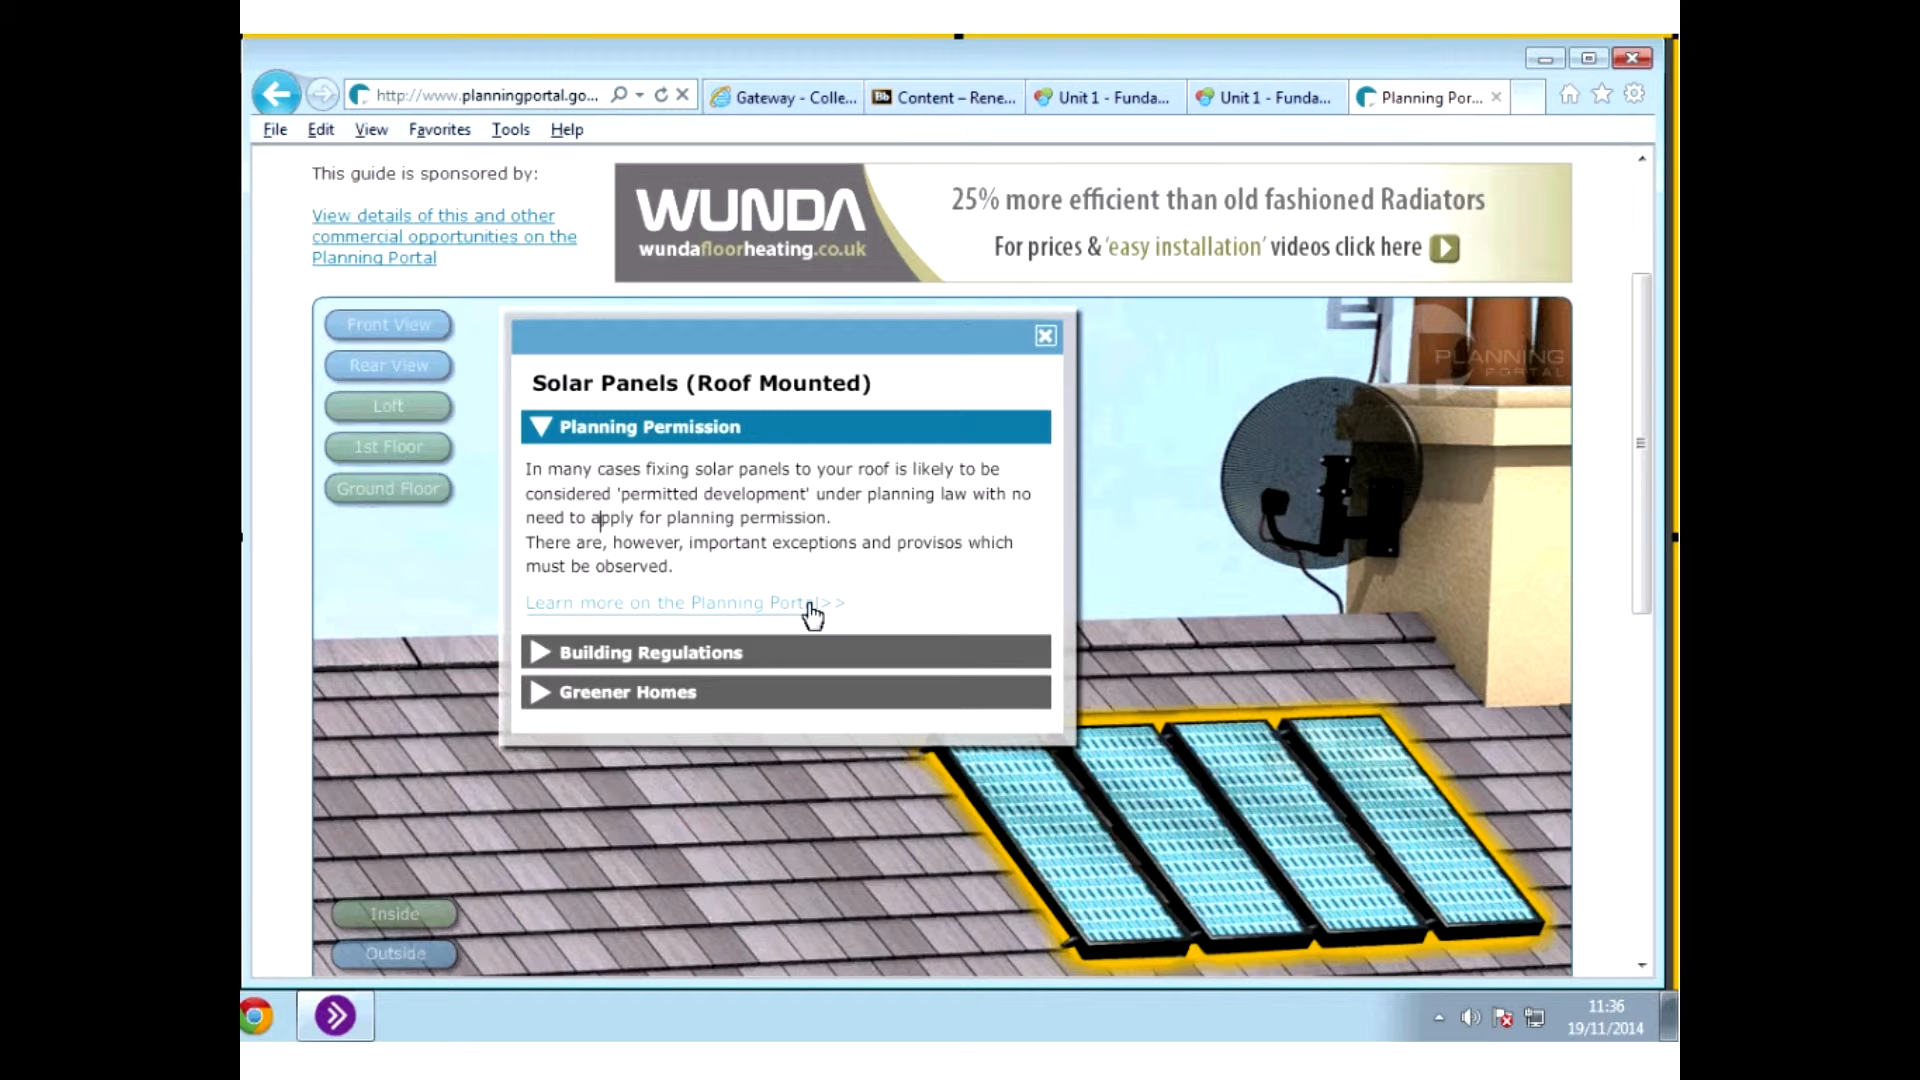 http://www.planningportal.go...
Gateway - Colle...
Bb Content – Rene...
Unit 1 - Funda...
Unit 1 - Funda...
Planning Por...
File Edit View Favorites Tools Help
This guide is sponsored by:
View details of this and other
commercial opportunities on the
Planning Portal
WUNDA
wundafloorheating.co.uk
25% more efficient than old fashioned Radiators
For prices & 'easy installation' videos click here
Front View
Rear View
Loft
1st Floor
Ground Floor
PLANNING
PORTAL
Solar Panels (Roof Mounted)
Planning Permission
In many cases fixing solar panels to your roof is likely to be
considered 'permitted development' under planning law with no
need to apply for planning permission.
There are, however, important exceptions and provisos which
must be observed.
Learn more on the Planning Portal>>
Building Regulations
Greener Homes
Inside
Outside
11:36
19/11/2014